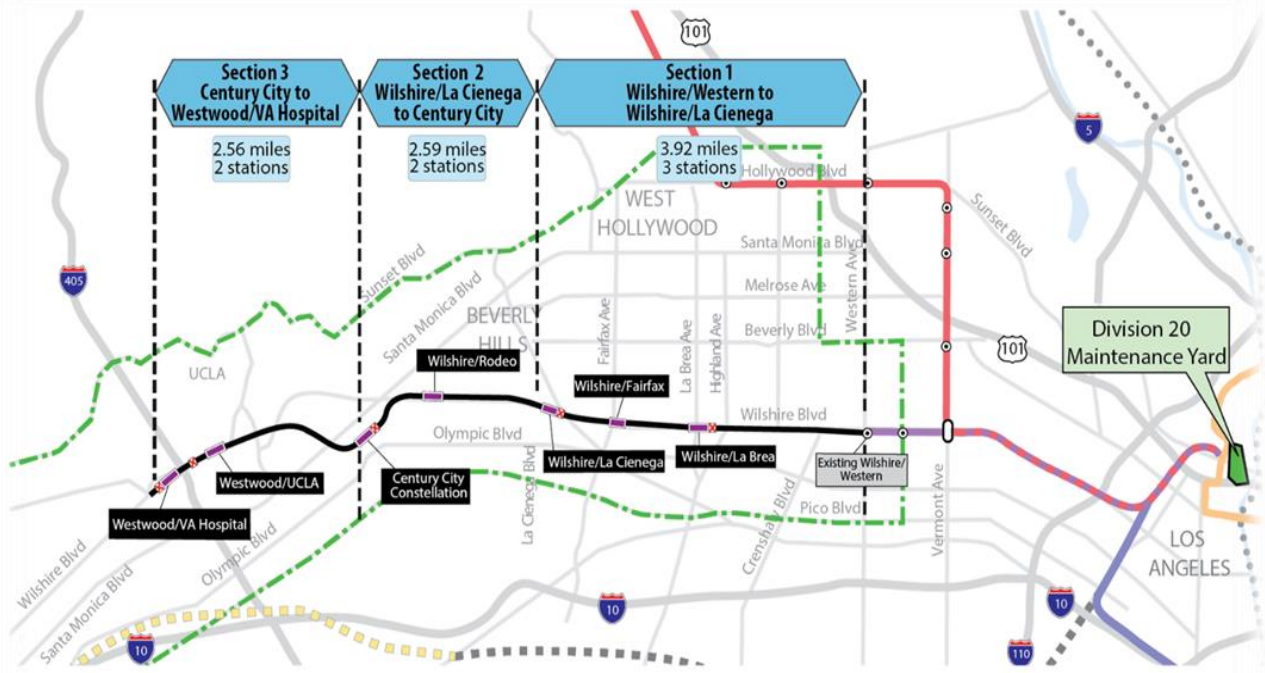 101
Section 3
Century City to
Westwood/VA Hospital
Section 2
Wilshire/La Cienega
to Century City
Section 1
Wilshire/Western to
Wilshire/La Cienega
5
2.56 miles
2 stations
2.59 miles
2 stations
3.92 miles
3 stations
Hollywood Blvd
WEST
HOLLYWOOD
Sunset Blvd
Santa Monica Blvd
Sunset Blvd
405
Santa Monica Blvd
Melrose Ave
Western Ave
BEVERLY
HILLS
Fairfax Ave
La Brea Ave
Highland Ave
Beverly Blvd
101
Division 20
Maintenance Yard
UCLA
Wilshire/Rodeo
Wilshire/Fairfax
Wilshire Blvd
Olympic Blvd
Wilshire/La Cienega
Wilshire/La Brea
Existing Wilshire/
Western
Westwood/UCLA
Century City
Constellation
Westwood/VA Hospital
La Cienega Blvd
Crenshaw Blvd
Pico Blvd
Vermont Ave
LOS
ANGELES
Wilshire Blvd
Santa Monica Blvd
Olympic Blvd
10
10
10
110